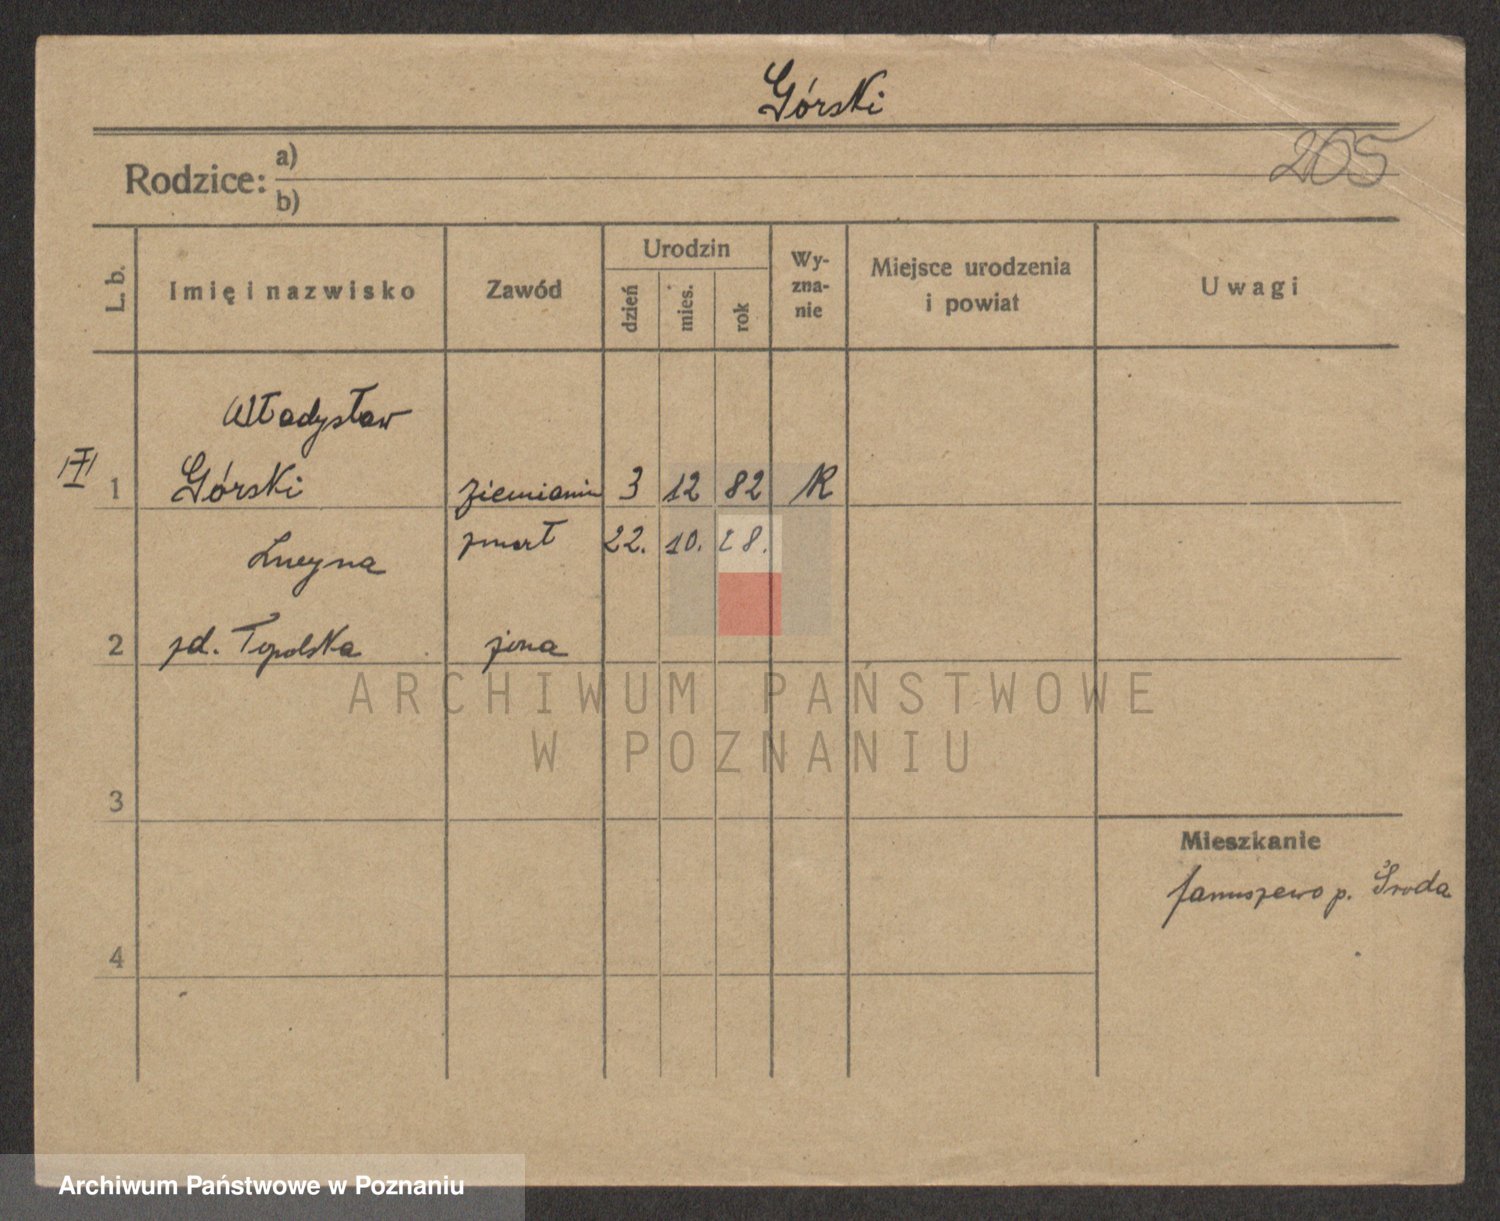 Górski
205
Rodzice: a)
b)
L. b.
Imię i nazwisko
Zawód
Urodzin
dzień
mies.
rok
Wy-
zna-
nie
Miejsce urodzenia
i powiat
Uwagi
Władysław
1 Górski ziemianin 3 12 82 R
zmarł 22. 10. 28.
Lucyna
2 zd. Topolska żona
ARCHIWUM PAŃSTWOWE
W POZNANIU
3
Mieszkanie
Januszewo p. Środa
4
Archiwum Państwowe w Poznaniu